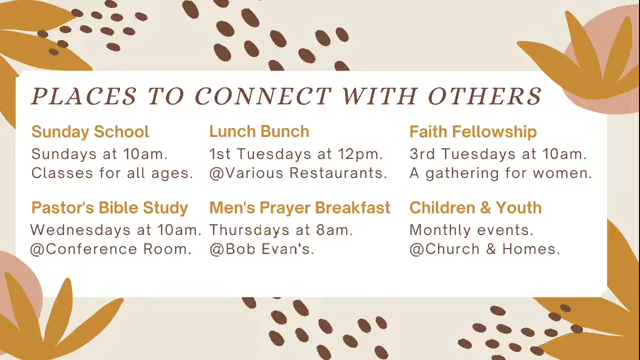 PLACES TO CONNECT WITH OTHERS
Sunday School
Sundays at 10am.
Classes for all ages.
Lunch Bunch
1st Tuesdays at 12pm.
@Various Restaurants.
Faith Fellowship
3rd Tuesdays at 10am.
A gathering for women.
Pastor's Bible Study
Wednesdays at 10am.
@Conference Room.
Men's Prayer Breakfast
Thursdays at 8am.
@Bob Evan's.
Children & Youth
Monthly events.
@Church & Homes.